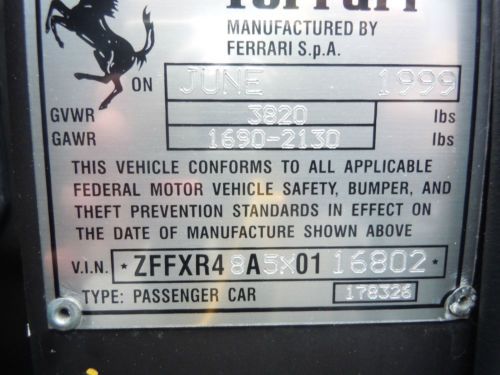 Ferrari
MANUFACTURED BY
FERRARI S.p.A.
ON JUNE 1999
GVWR 3820 lbs
GAWR 1690-2130 lbs
THIS VEHICLE CONFORMS TO ALL APPLICABLE
FEDERAL MOTOR VEHICLE SAFETY, BUMPER, AND
THEFT PREVENTION STANDARDS IN EFFECT ON
THE DATE OF MANUFACTURE SHOWN ABOVE
V.I.N. * ZFFXR48A5X0116802 *
TYPE: PASSENGER CAR 178326